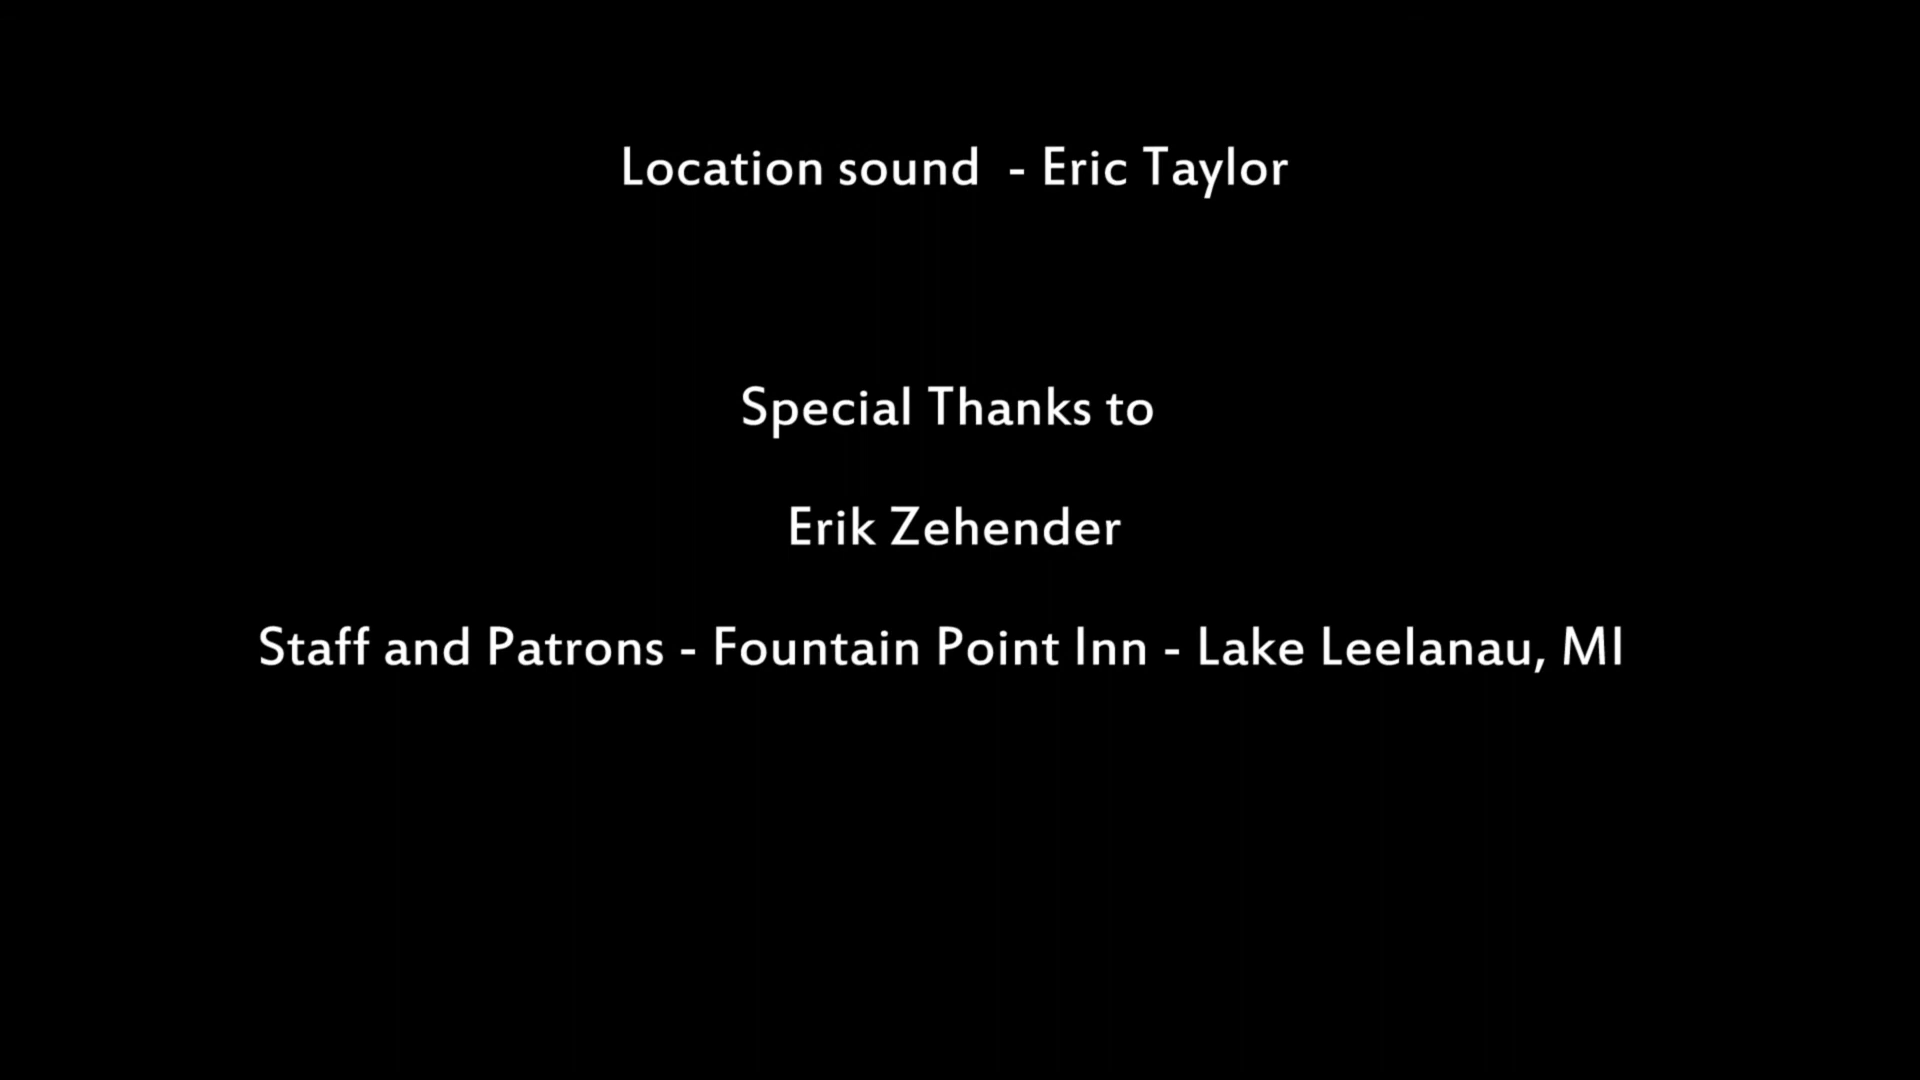 Location sound - Eric Taylor
Special Thanks to
Erik Zehender
Staff and Patrons - Fountain Point Inn - Lake Leelanau, MI